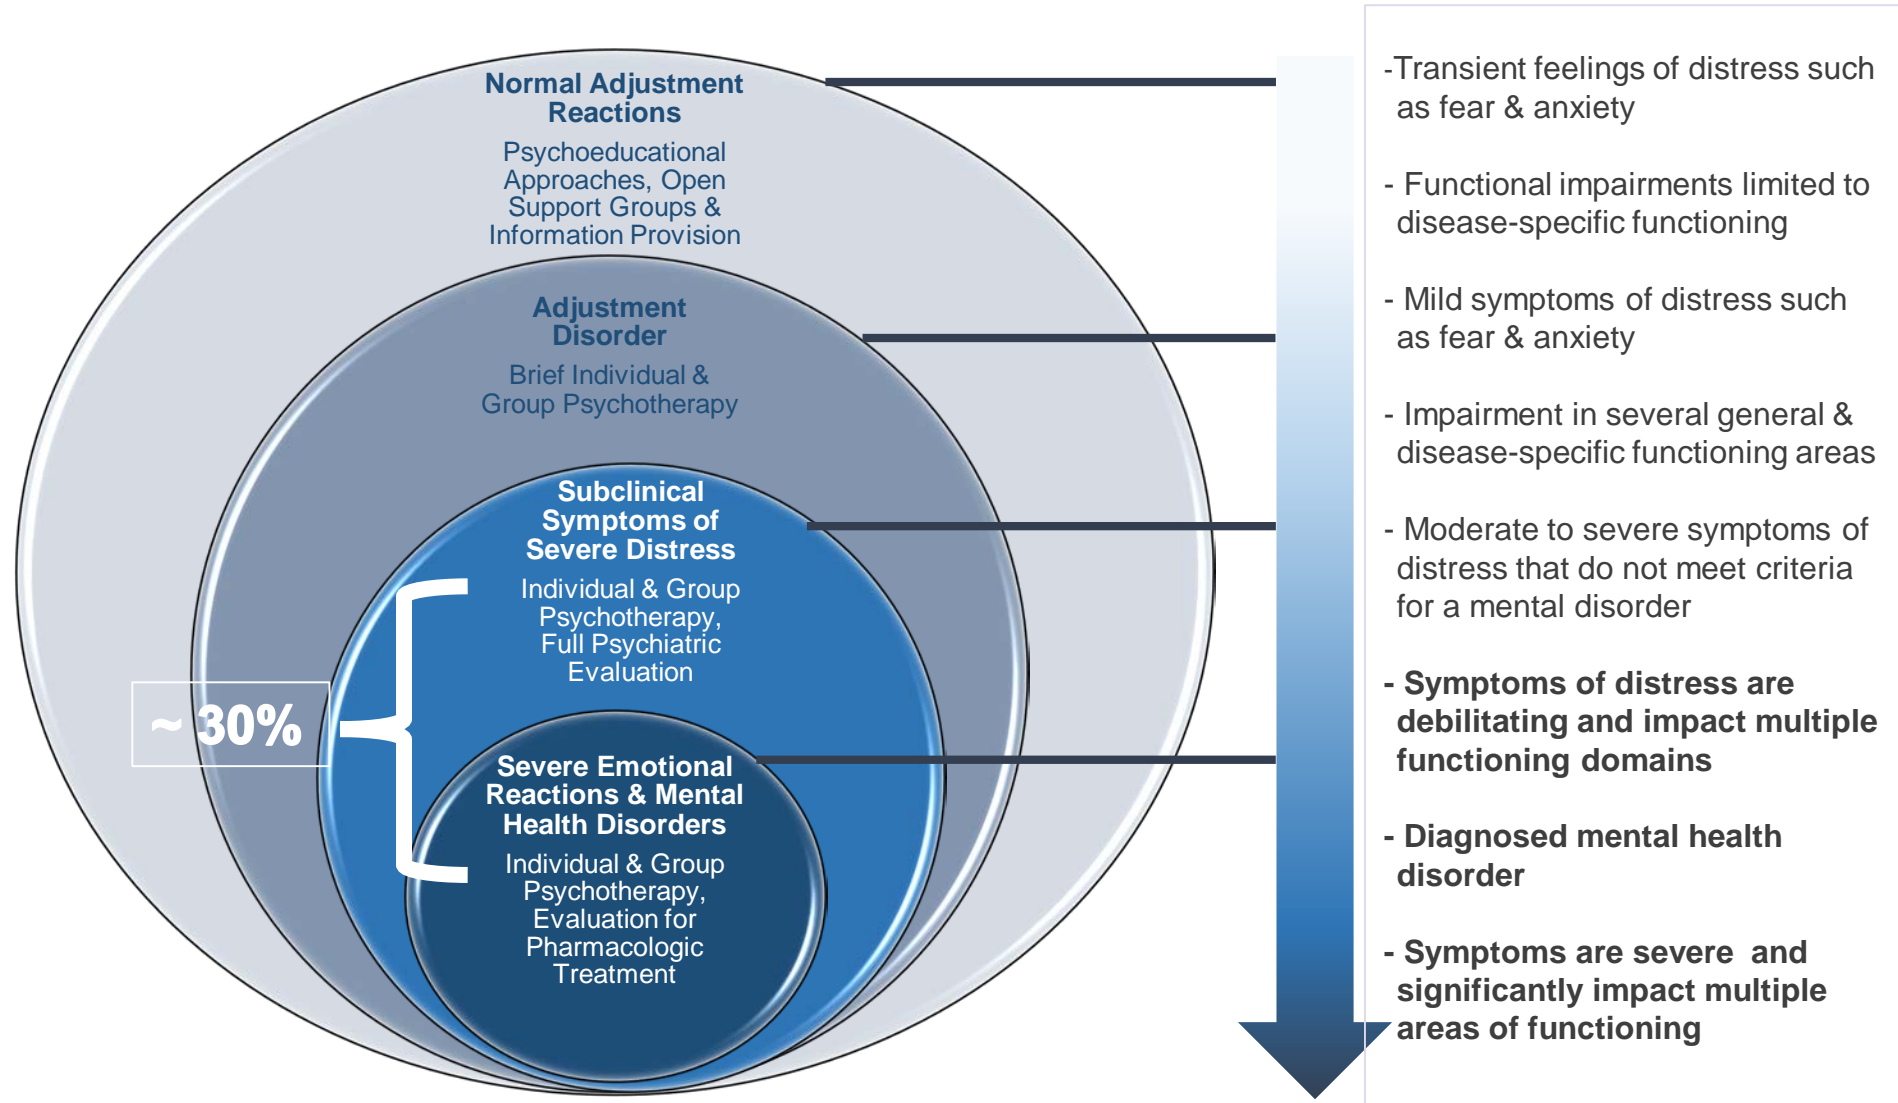 Normal Adjustment
Reactions
Psychoeducational
Approaches, Open
Support Groups &
Information Provision
Adjustment
Disorder
Brief Individual &
Group Psychotherapy
Subclinical
Symptoms of
Severe Distress
Individual & Group
Psychotherapy,
Full Psychiatric
Evaluation
~ 30%
Severe Emotional
Reactions & Mental
Health Disorders
Individual & Group
Psychotherapy,
Evaluation for
Pharmacologic
Treatment
-Transient feelings of distress such
as fear & anxiety
- Functional impairments limited to
disease-specific functioning
- Mild symptoms of distress such
as fear & anxiety
- Impairment in several general &
disease-specific functioning areas
- Moderate to severe symptoms of
distress that do not meet criteria
for a mental disorder
- Symptoms of distress are
debilitating and impact multiple
functioning domains
- Diagnosed mental health
disorder
- Symptoms are severe and
significantly impact multiple
areas of functioning